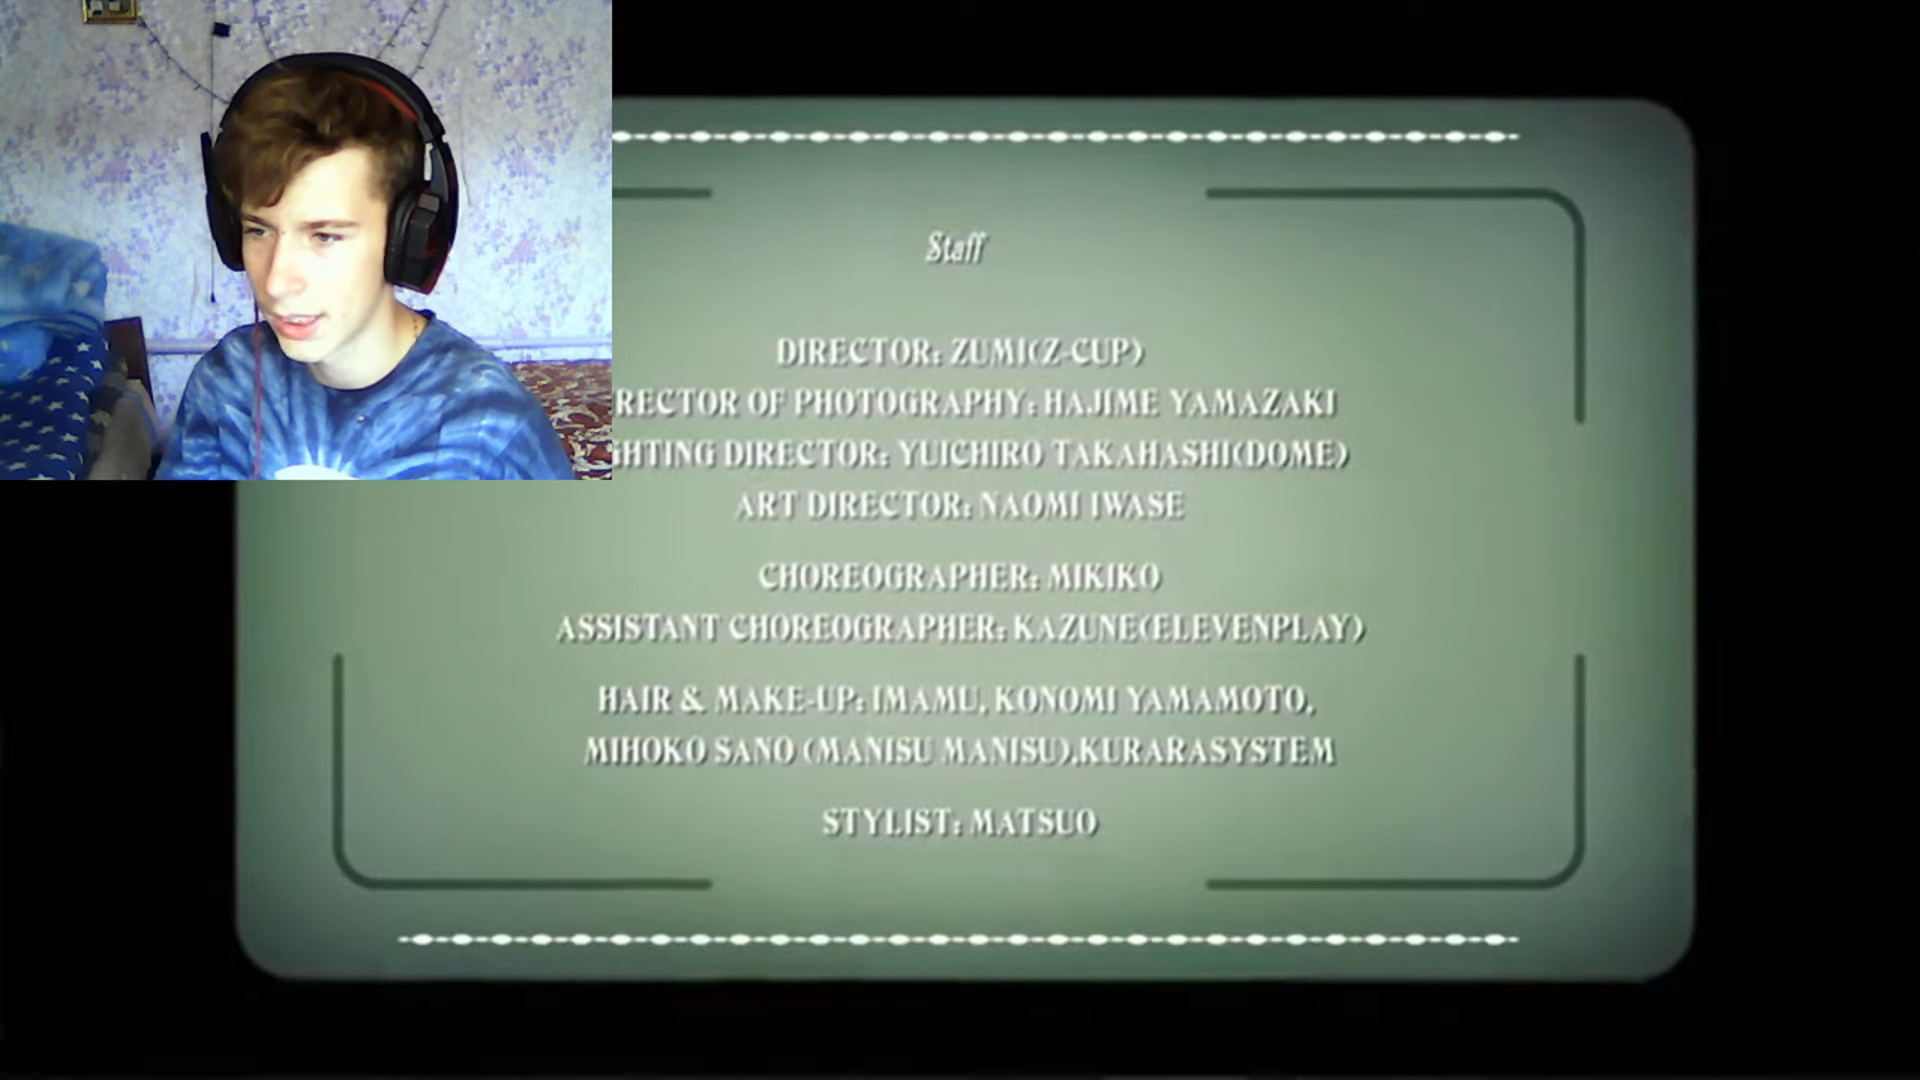 Staff
DIRECTOR: ZUMI(Z-CUP)
RECTOR OF PHOTOGRAPHY: HAJIME YAMAZAKI
HTING DIRECTOR: YUICHIRO TAKAHASHI(DOME)
ART DIRECTOR: NAOMI IWASE
CHOREOGRAPHER: MIKIKO
ASSISTANT CHOREOGRAPHER: KAZUNE(ELEVENPLAY)
HAIR & MAKE-UP: IMAMU, KONOMI YAMAMOTO,
MIHOKO SANO (MANISU MANISU),KURARASYSTEM
STYLIST: MATSUO